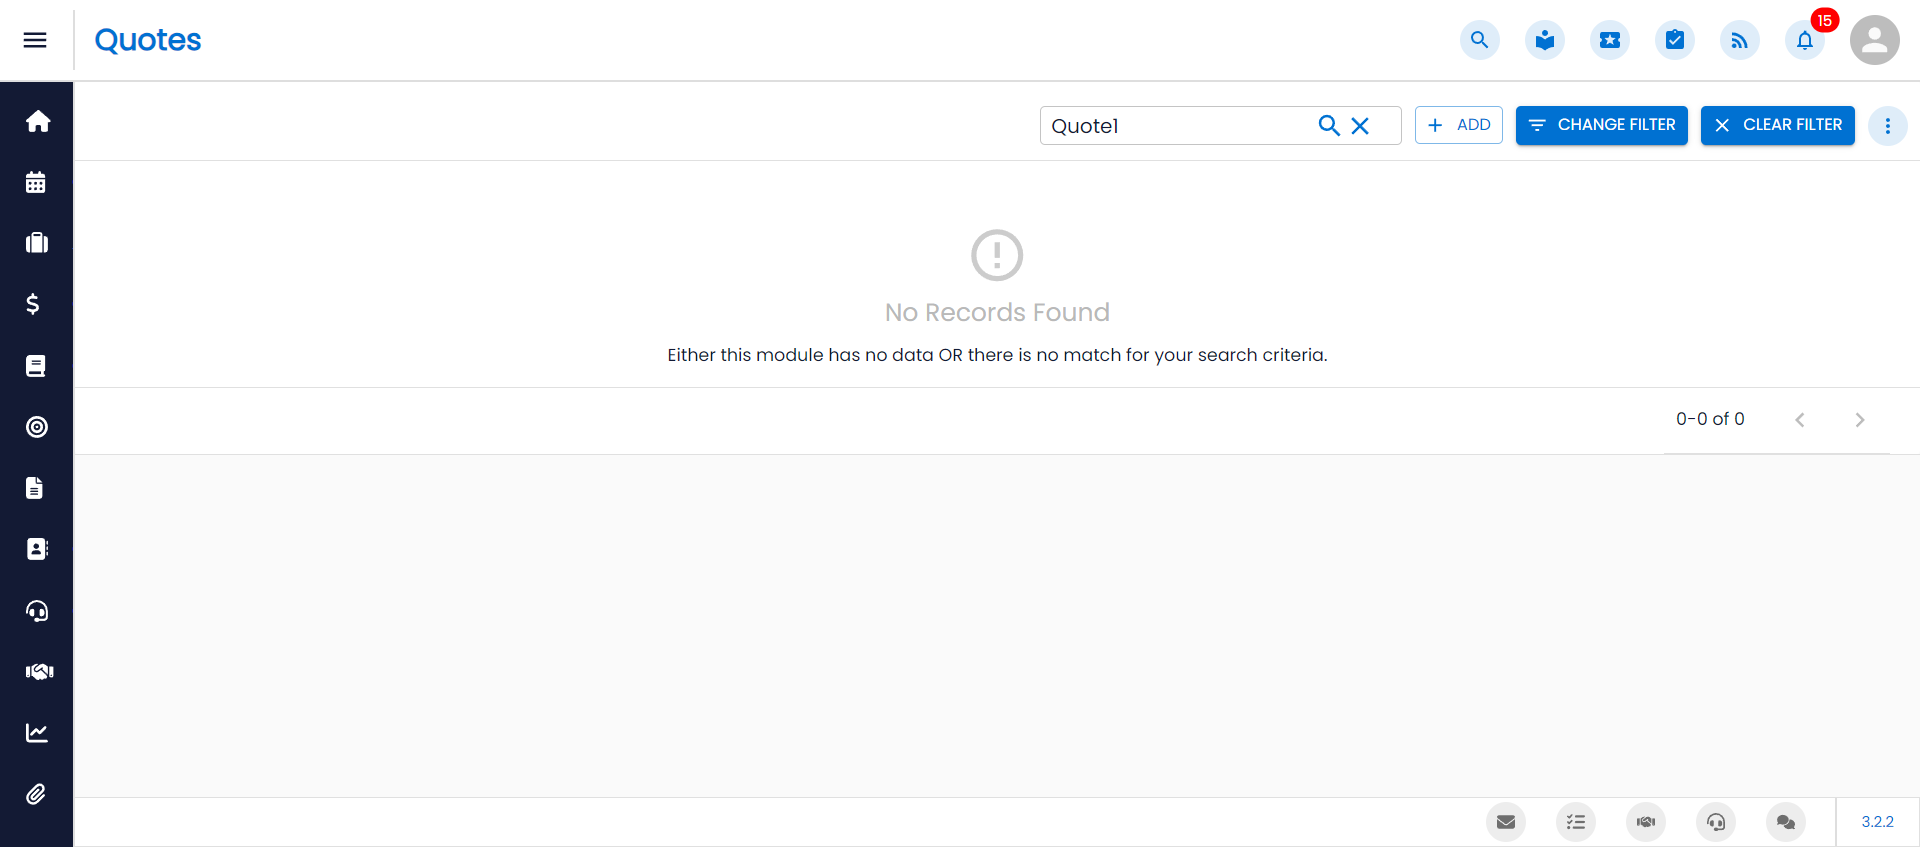 Quotes
15
Quote1
ADD
CHANGE FILTER
CLEAR FILTER
No Records Found
Either this module has no data OR there is no match for your search criteria.
0-0 of 0
3.2.2